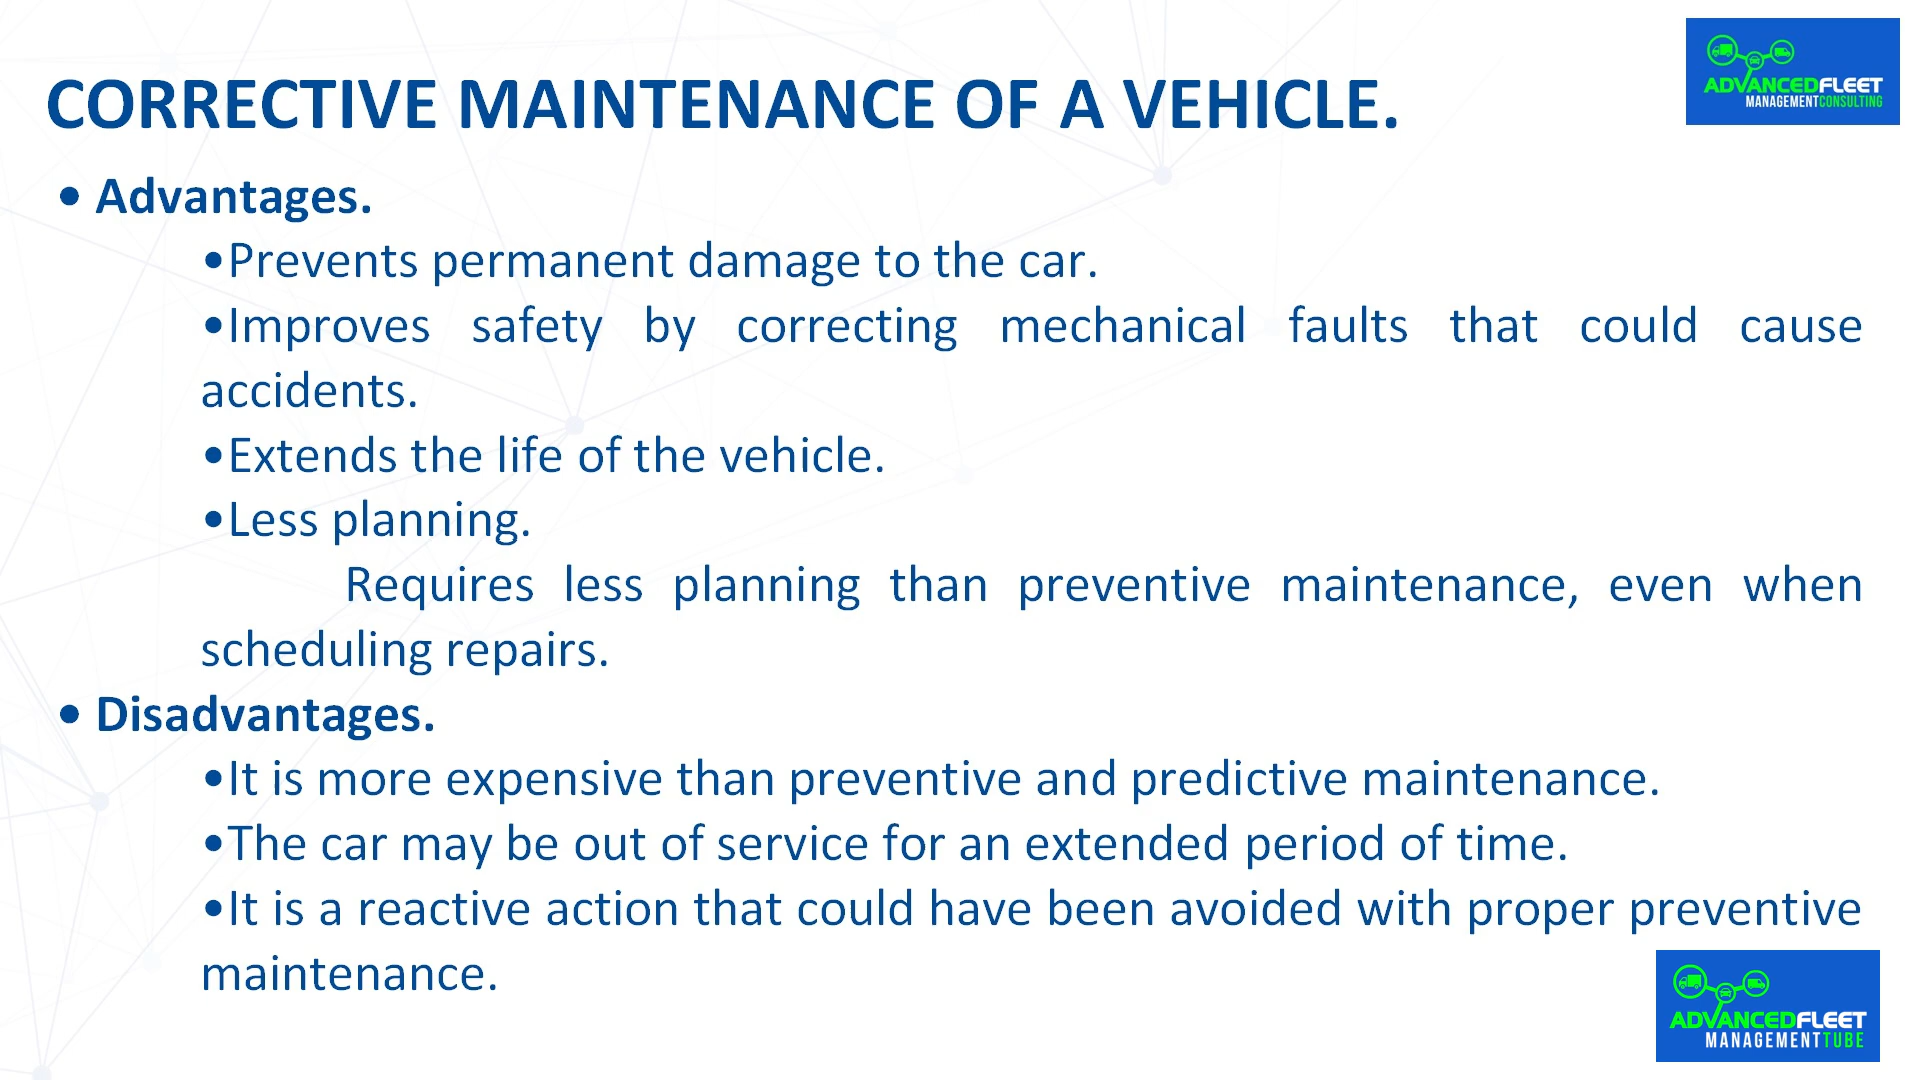 CORRECTIVE MAINTENANCE OF A VEHICLE.
ADVANCEDFLEET
MANAGEMENTCONSULTING
• Advantages.
•Prevents permanent damage to the car.
•Improves safety by correcting mechanical faults that could cause
accidents.
•Extends the life of the vehicle.
•Less planning.
Requires less planning than preventive maintenance, even when
scheduling repairs.
• Disadvantages.
•It is more expensive than preventive and predictive maintenance.
•The car may be out of service for an extended period of time.
•It is a reactive action that could have been avoided with proper preventive
maintenance.
ADVANCEDFLEET
MANAGEMENTTUBE